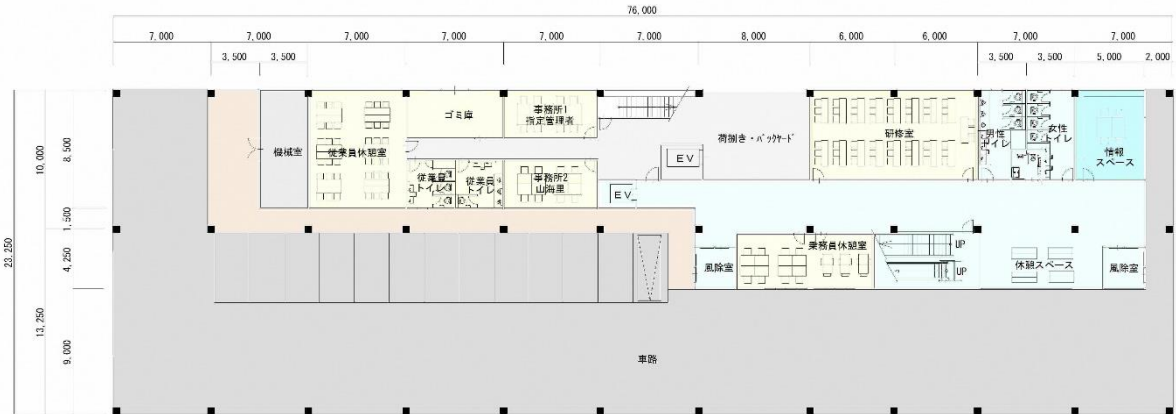 76,000
7,000 7,000 7,000 7,000 7,000 7,000 8,000 6,000 6,000 7,000 7,000
3,500 3,500 3,500 3,500 5,000 2,000
23,250
10,000
8,500
1,500
13,250
4,250
9,000
機械室
従業員休憩室
ゴミ庫
事務所1
指定管理者
従業員
トイレ
従業員
トイレ
事務所2
山海里
EV
EV
荷捌き・バックヤード
研修室
男性
トイレ
女性
トイレ
情報
スペース
風除室
乗務員休憩室
UP
UP
休憩スペース
風除室
車路